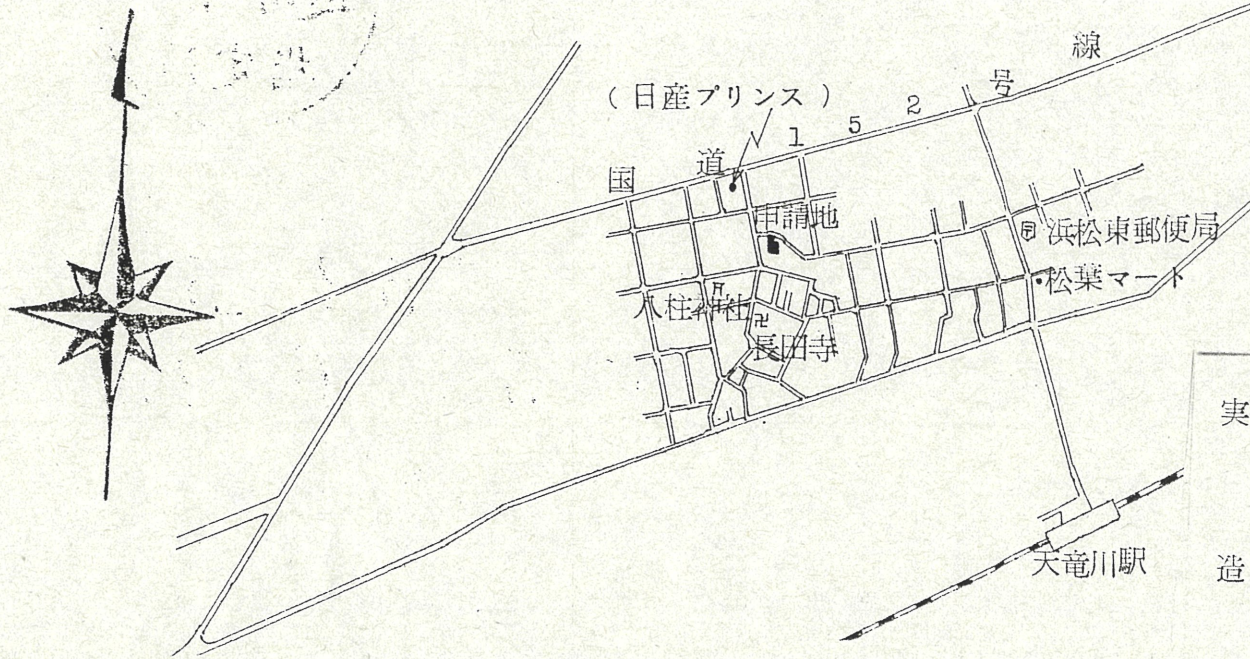 国道152号線
( 日産プリンス )
申請地
浜松東郵便局
松葉マート
八柱神社
長田寺
天竜川駅
実
造